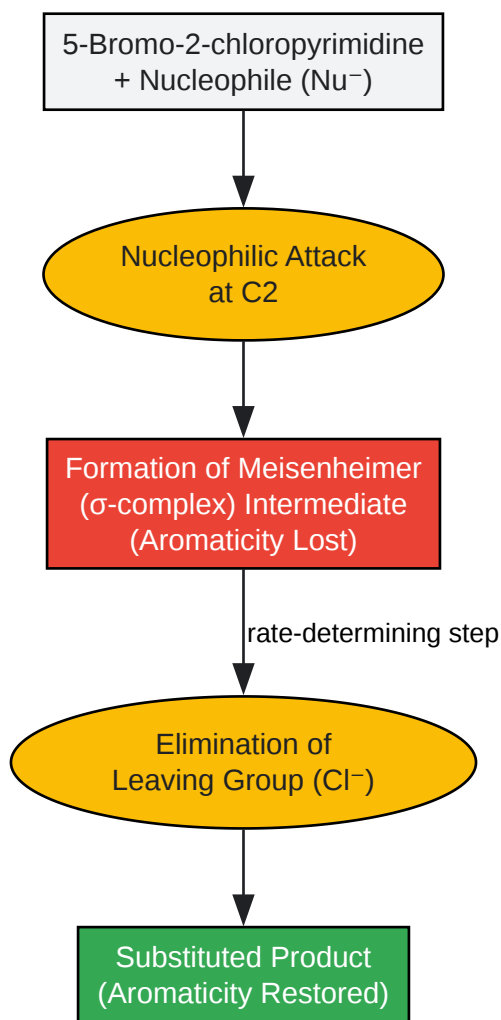 5-Bromo-2-chloropyrimidine
+ Nucleophile (Nu⁻)
Nucleophilic Attack
at C2
Formation of Meisenheimer
(σ-complex) Intermediate
(Aromaticity Lost)
rate-determining step
Elimination of
Leaving Group (Cl⁻)
Substituted Product
(Aromaticity Restored)